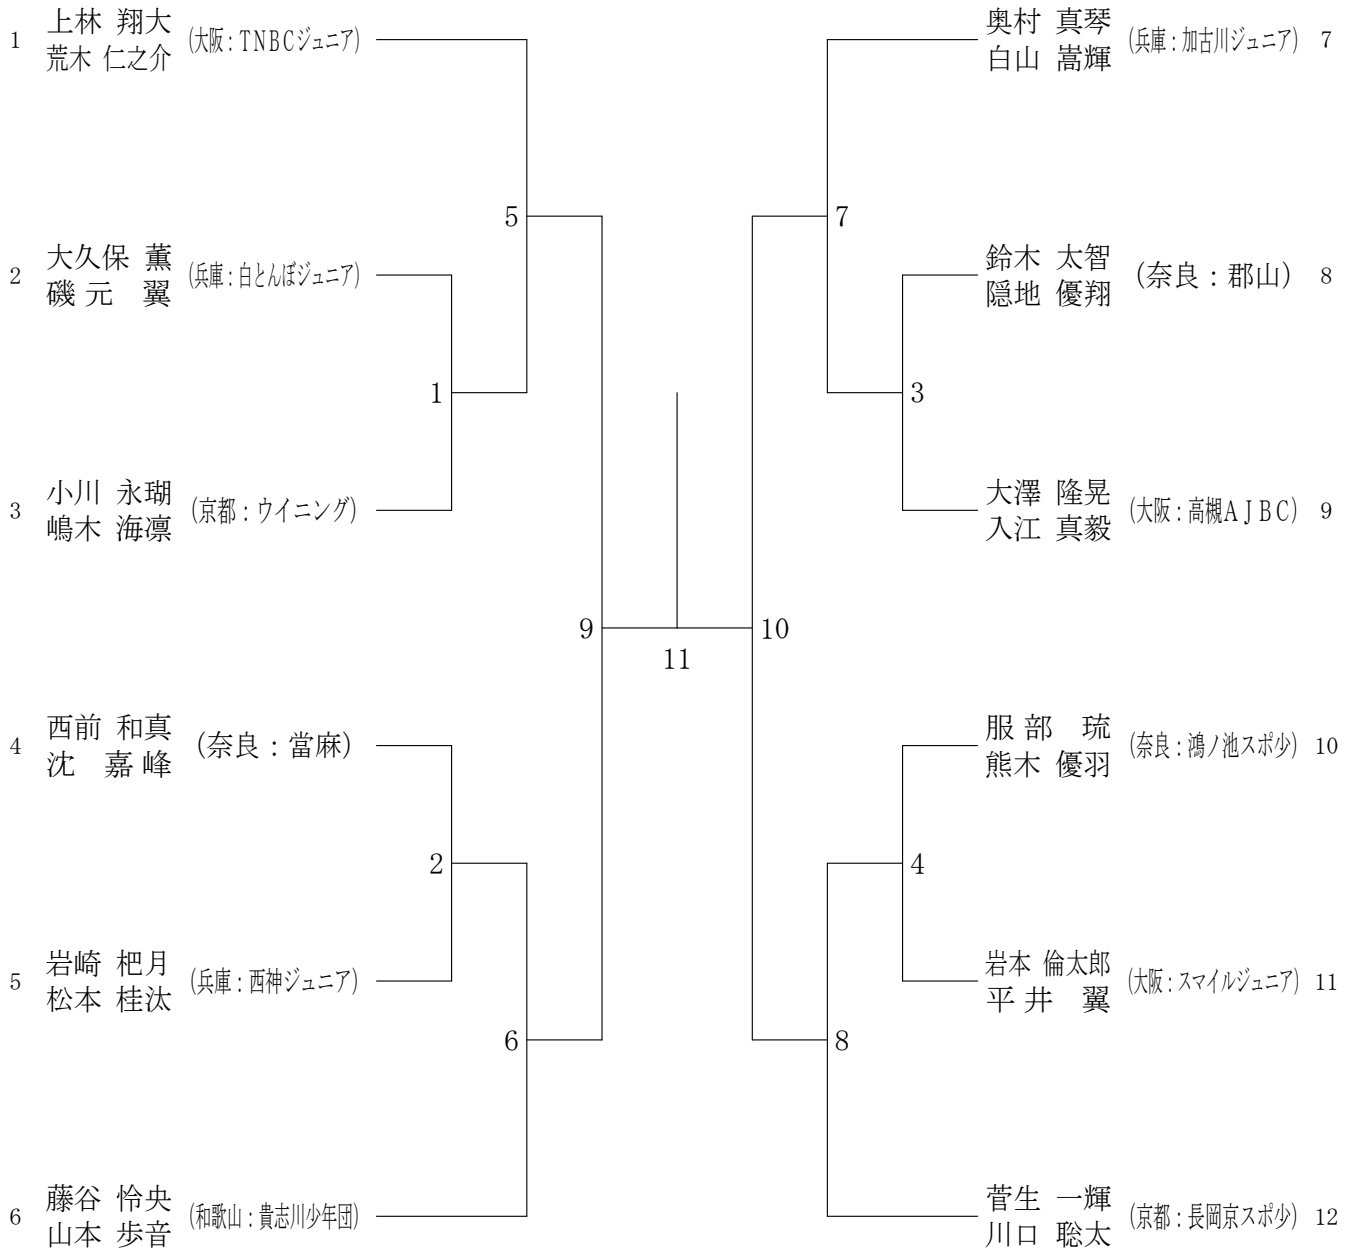 1 上林 翔大 (大阪:TNBCジュニア)
荒木 仁之介
2 大久保 薫 (兵庫:白とんぼジュニア)
磯元 翼
3 小川 永瑚 (京都:ウイニング)
嶋木 海凛
4 西前 和真 (奈良:當麻)
沈 嘉峰
5 岩崎 杷月 (兵庫:西神ジュニア)
松本 桂汰
6 藤谷 怜央 (和歌山:貴志川少年団)
山本 歩音
5
1
9
2
6
11
7
3
10
4
8
奥村 真琴 (兵庫:加古川ジュニア) 7
白山 嵩輝
鈴木 太智 (奈良:郡山) 8
隠地 優翔
大澤 隆晃 (大阪:高槻AJBC) 9
入江 真毅
服部 琉 (奈良:鴻ノ池スポ少) 10
熊木 優羽
岩本 倫太郎 (大阪:スマイルジュニア) 11
平井 翼
菅生 一輝 (京都:長岡京スポ少) 12
川口 聡太